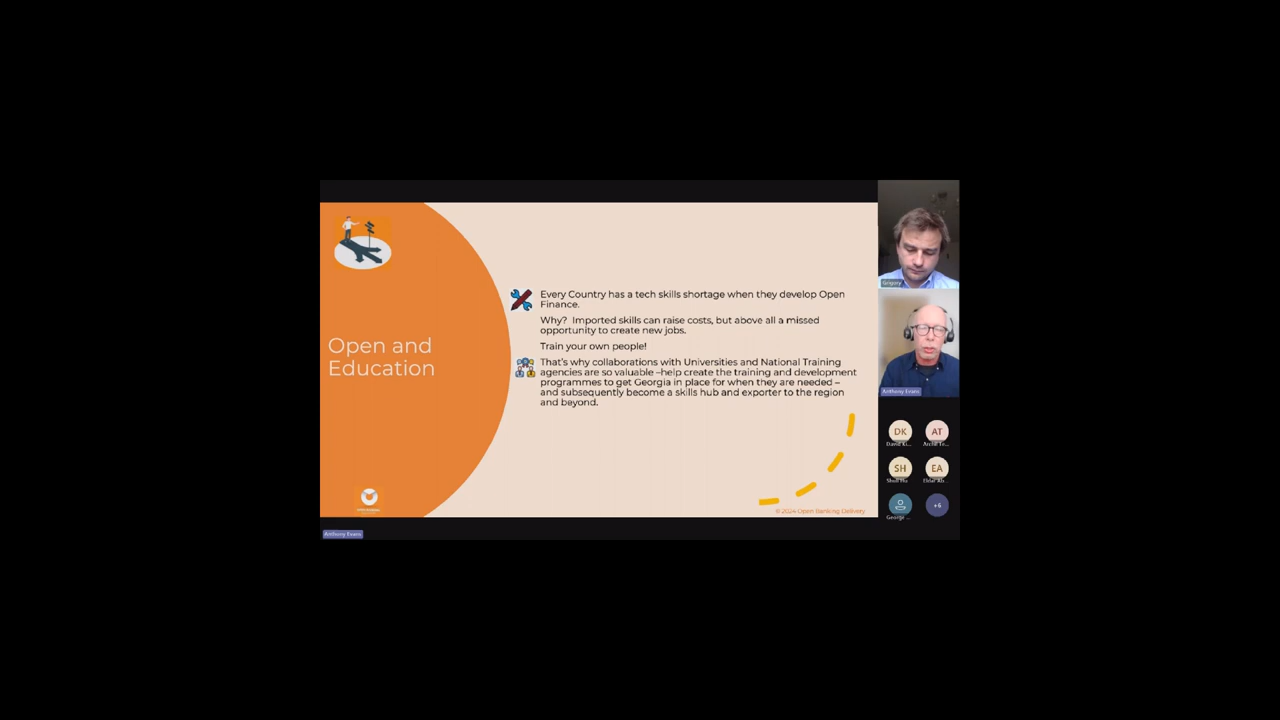 Open and
Education
Every Country has a tech skills shortage when they develop Open
Finance.
Why? Imported skills can raise costs, but above all a missed
opportunity to create new jobs.
Train your own people!
That's why collaborations with Universities and National Training
agencies are so valuable –help create the training and development
programmes to get Georgia in place for when they are needed –
and subsequently become a skills hub and exporter to the region
and beyond.
©2024 Open Banking Delivery
Anthony Evans
Grigory
Anthony Evans
DK
AT
SH
EA
George ...
+6